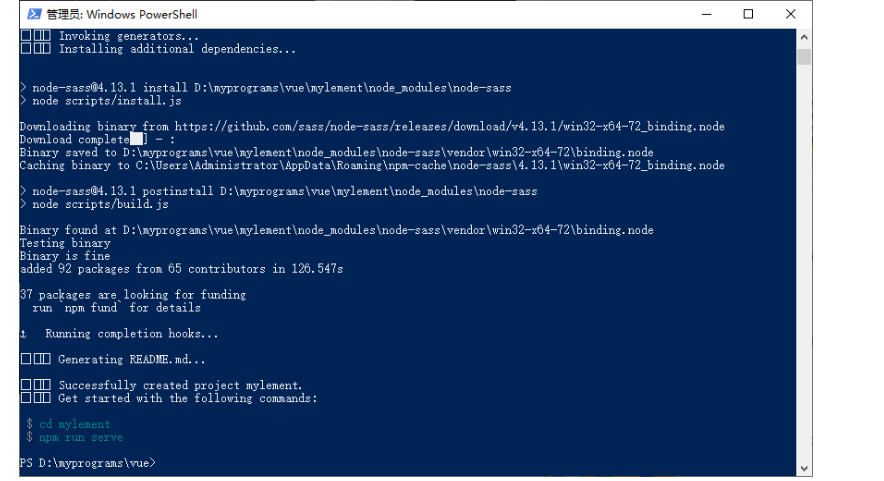 管理员: Windows PowerShell
Invoking generators...
Installing additional dependencies...
> node-sass@4.13.1 install D:\myprograms\vue\mylement\node_modules\node-sass
> node scripts/install.js
Downloading binary from https://github.com/sass/node-sass/releases/download/v4.13.1/win32-x64-72_binding.node
Download complete ] - :
Binary saved to D:\myprograms\vue\mylement\node_modules\node-sass\vendor\win32-x64-72\binding.node
Caching binary to C:\Users\Administrator\AppData\Roaming\npm-cache\node-sass\4.13.1\win32-x64-72_binding.node
> node-sass@4.13.1 postinstall D:\myprograms\vue\mylement\node_modules\node-sass
> node scripts/build.js
Binary found at D:\myprograms\vue\mylement\node_modules\node-sass\vendor\win32-x64-72\binding.node
Testing binary
Binary is fine
added 92 packages from 65 contributors in 126.547s
37 packages are looking for funding
run `npm fund` for details
Running completion hooks...
Generating README.md...
Successfully created project mylement.
Get started with the following commands:
$ cd mylement
$ npm run serve
PS D:\myprograms\vue>